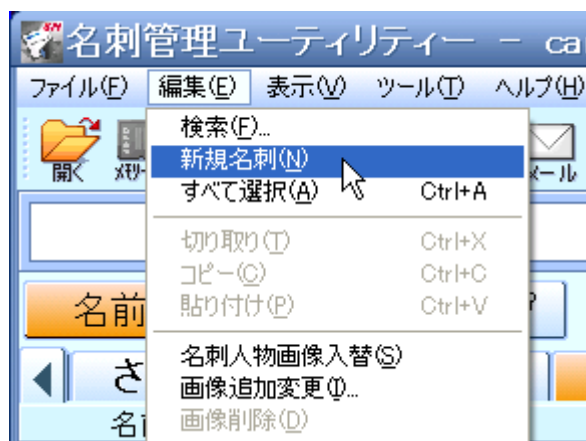 名刺管理ユーティリティー - ca
ファイル(F) 編集(E) 表示(V) ツール(T) ヘルプ(H)
検索(F)...
新規名刺(N)
すべて選択(A) Ctrl+A
切り取り(T) Ctrl+X
コピー(C) Ctrl+C
貼り付け(P) Ctrl+V
名刺人物画像入替(S)
画像追加変更(I)...
画像削除(D)
開く
メール
名前
さ